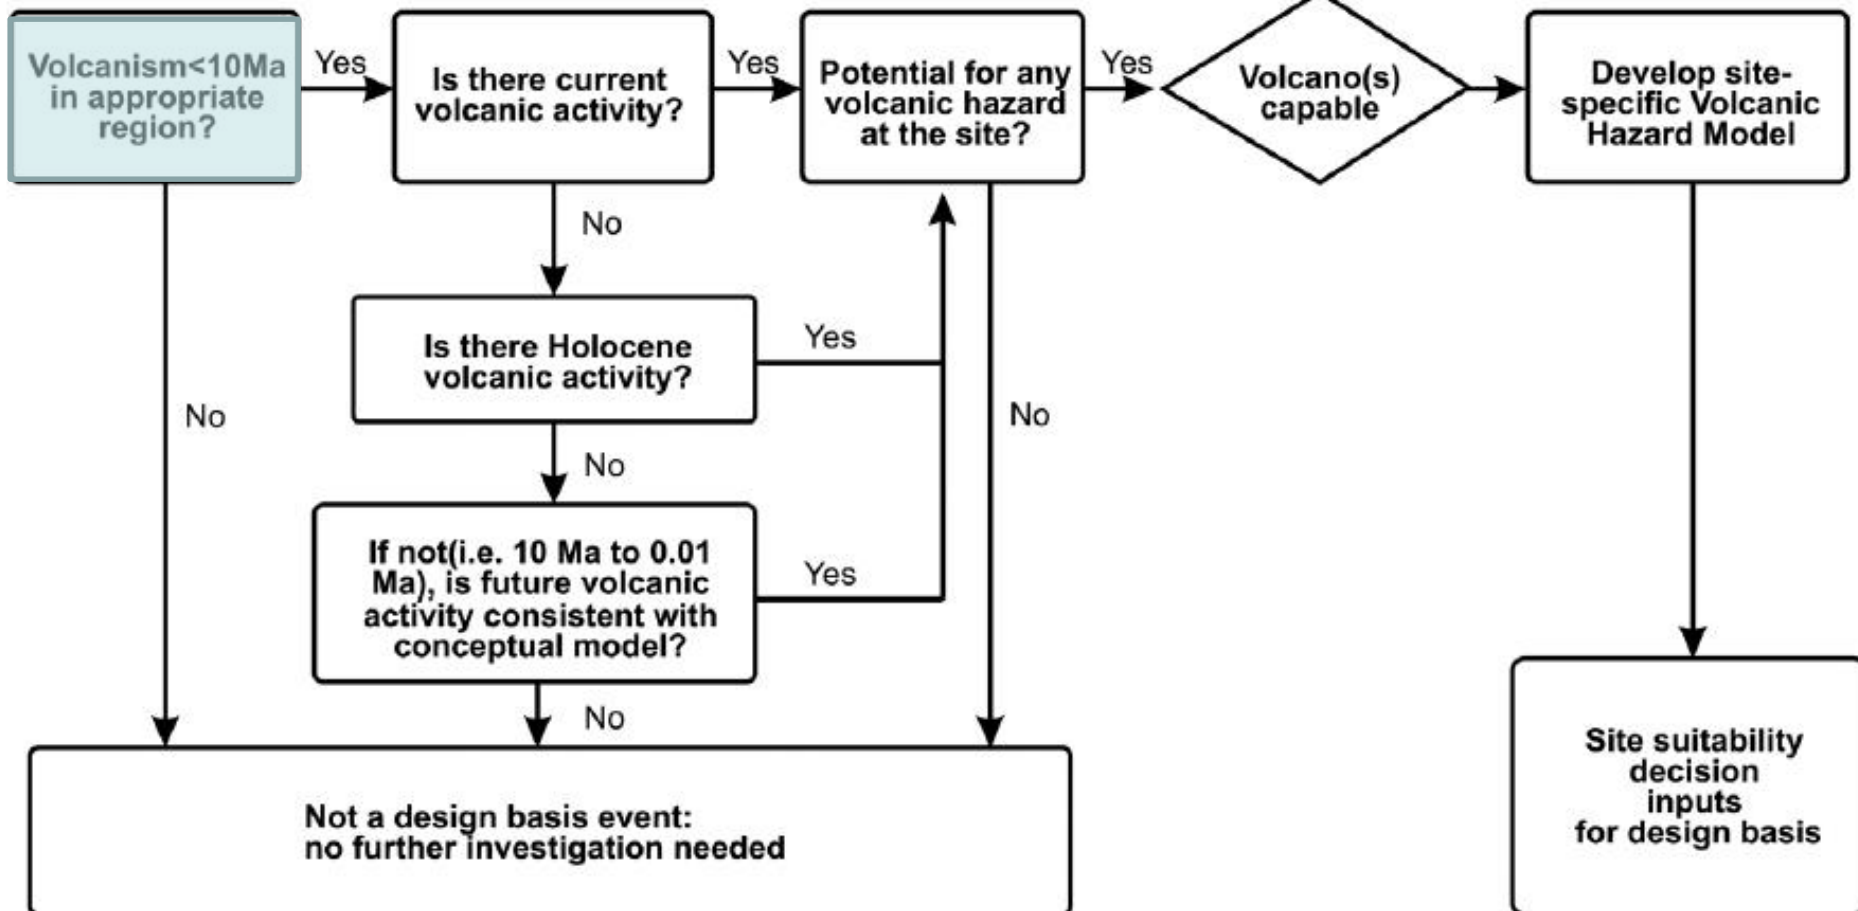 Volcanism<10Ma
in appropriate
region?
Yes
Is there current
volcanic activity?
Yes
Potential for any
volcanic hazard
at the site?
Yes
Volcano(s)
capable
Develop site-
specific Volcanic
Hazard Model
No
Is there Holocene
volcanic activity?
Yes
No
No
No
If not(i.e. 10 Ma to 0.01
Ma), is future volcanic
activity consistent with
conceptual model?
Yes
No
Not a design basis event:
no further investigation needed
Site suitability
decision
inputs
for design basis